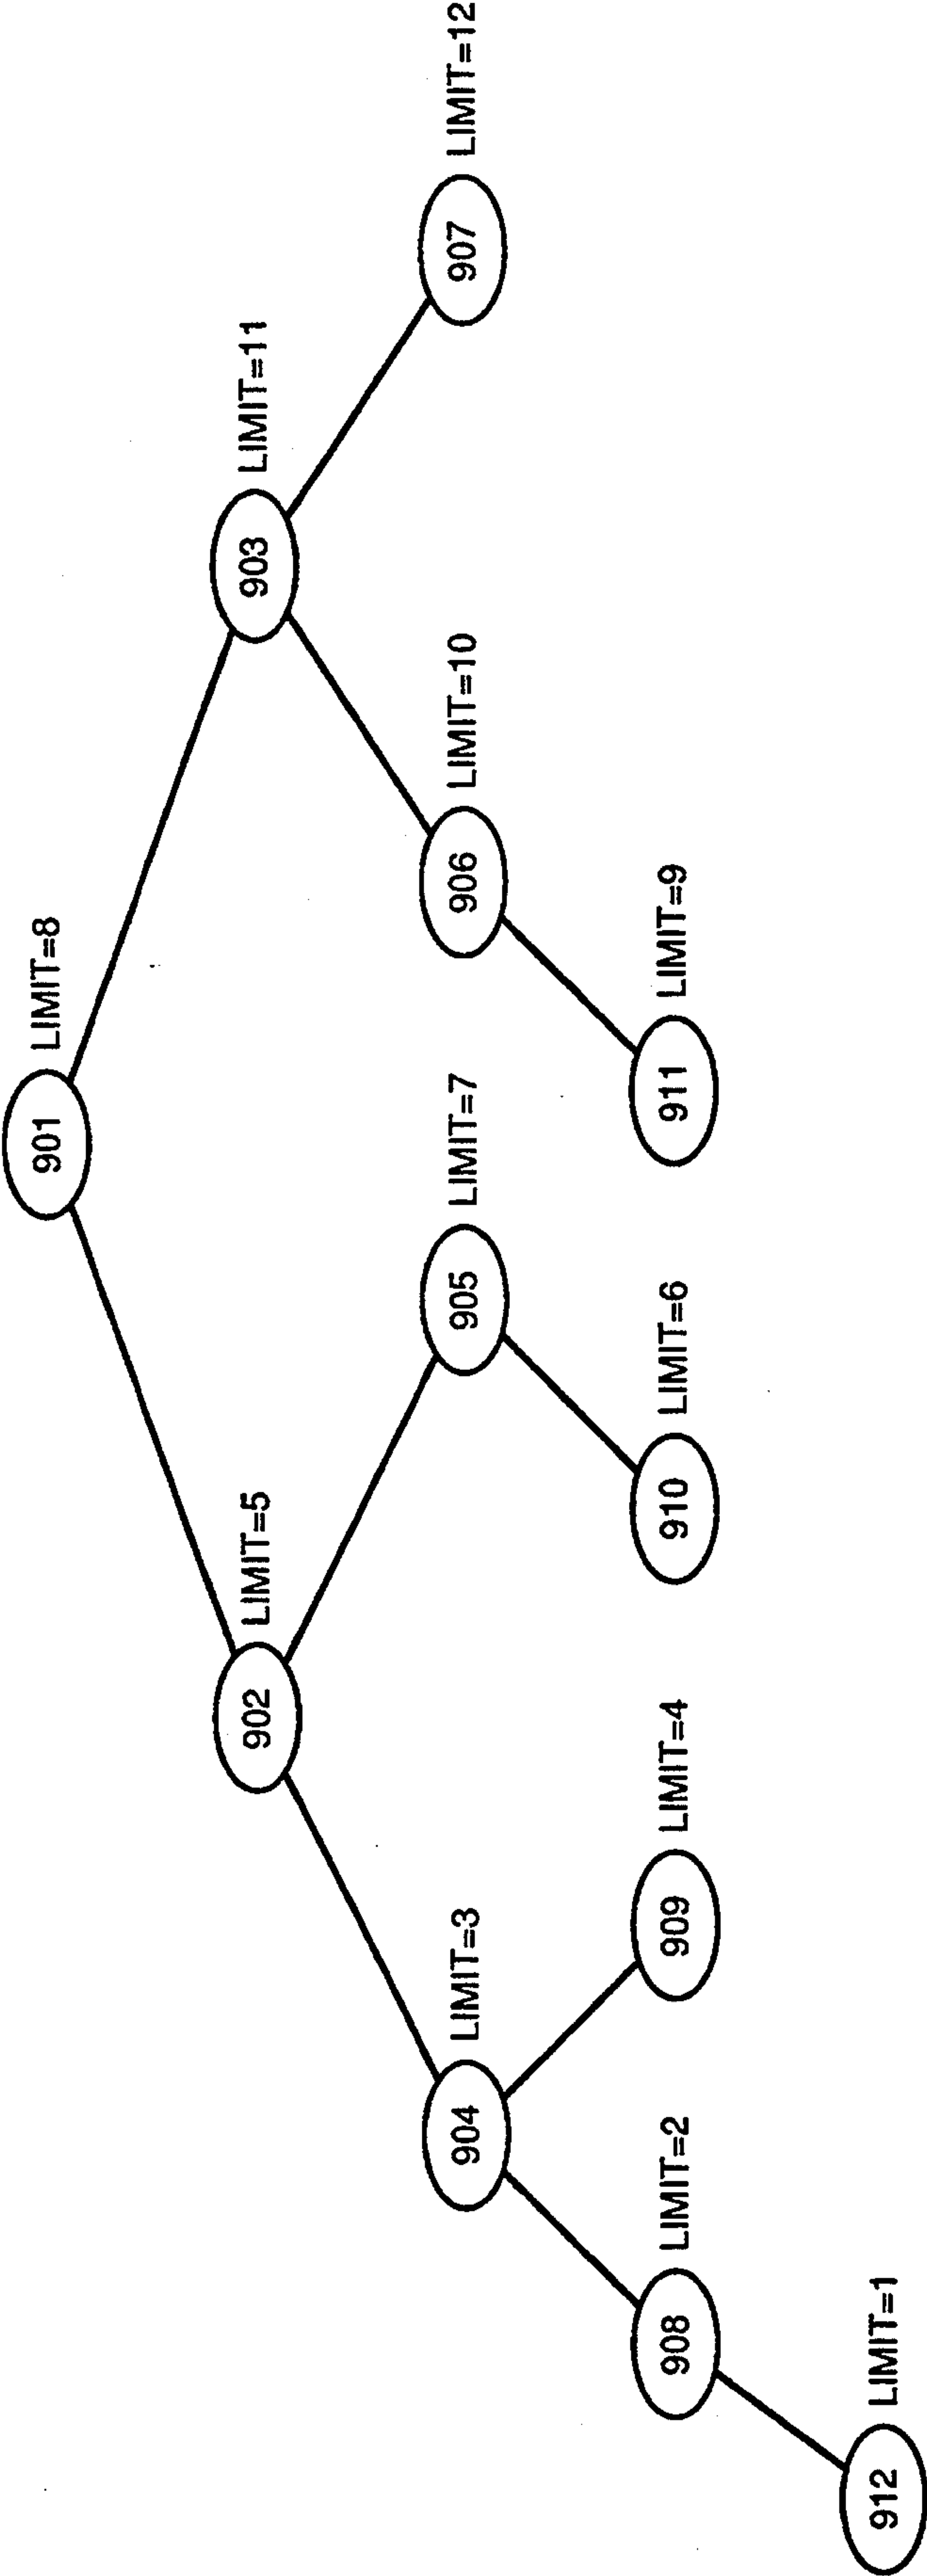 901 LIMIT=8
902 LIMIT=5
903 LIMIT=11
904 LIMIT=3
905 LIMIT=7
906 LIMIT=10
907 LIMIT=12
908 LIMIT=2
909 LIMIT=4
910 LIMIT=6
911 LIMIT=9
912 LIMIT=1